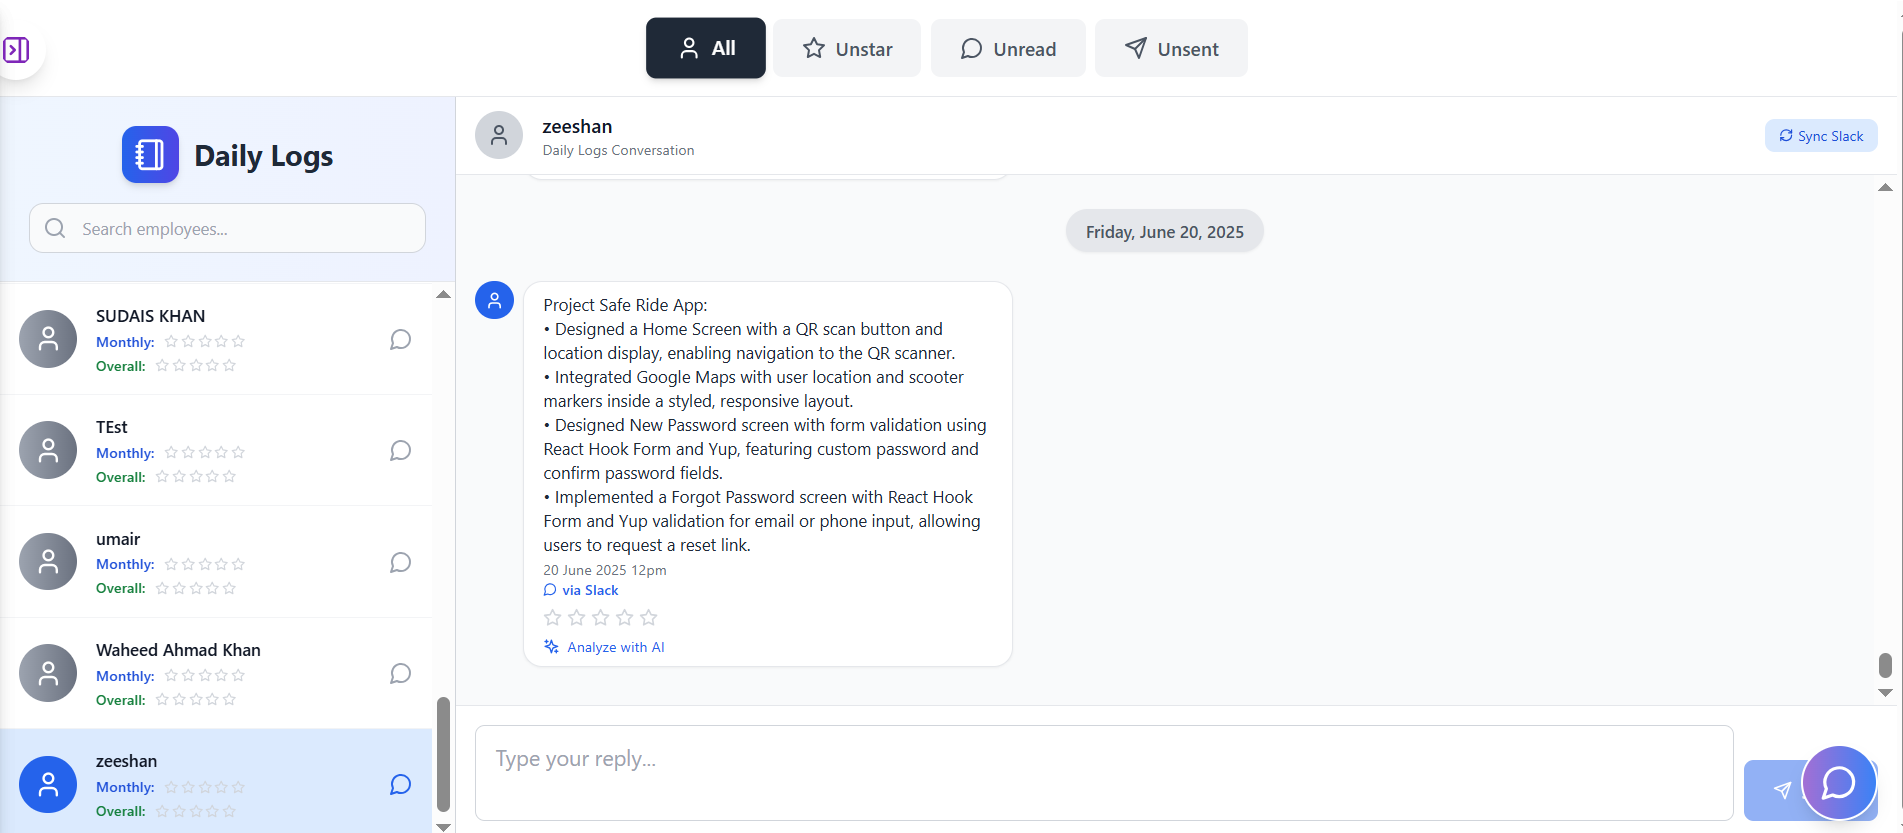 All
Unstar
Unread
Unsent
Daily Logs
Search employees...
SUDAIS KHAN
Monthly:
Overall:
TEst
Monthly:
Overall:
umair
Monthly:
Overall:
Waheed Ahmad Khan
Monthly:
Overall:
zeeshan
Monthly:
Overall:
zeeshan
Daily Logs Conversation
Sync Slack
Friday, June 20, 2025
Project Safe Ride App:
• Designed a Home Screen with a QR scan button and
location display, enabling navigation to the QR scanner.
• Integrated Google Maps with user location and scooter
markers inside a styled, responsive layout.
• Designed New Password screen with form validation using
React Hook Form and Yup, featuring custom password and
confirm password fields.
• Implemented a Forgot Password screen with React Hook
Form and Yup validation for email or phone input, allowing
users to request a reset link.
20 June 2025 12pm
via Slack
Analyze with AI
Type your reply...